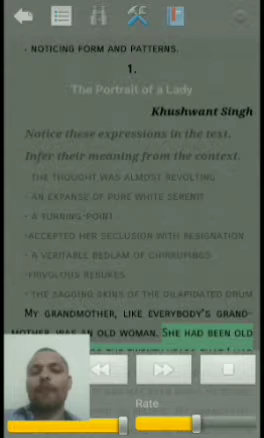 - NOTICING FORM AND PATTERNS.
1.
The Portrait of a Lady
Khushwant Singh
Notice these expressions in the text.
Infer their meaning from the context.
- THE THOUGHT WAS ALMOST REVOLTING
- AN EXPANSE OF PURE WHITE SERENIT
- A TURNING-POINT
-ACCEPTED HER SECLUSION WITH RESIGNATION
- A VERITABLE BEDLAM OF CHIRRUPINGS
-FRIVOLOUS REBUKES
- THE SAGGING SKINS OF THE DILAPIDATED DRUM
MY GRANDMOTHER, LIKE EVERYBODY'S GRAND-
MOTHER, WAS AN OLD WOMAN. SHE HAD BEEN OLD
Rate